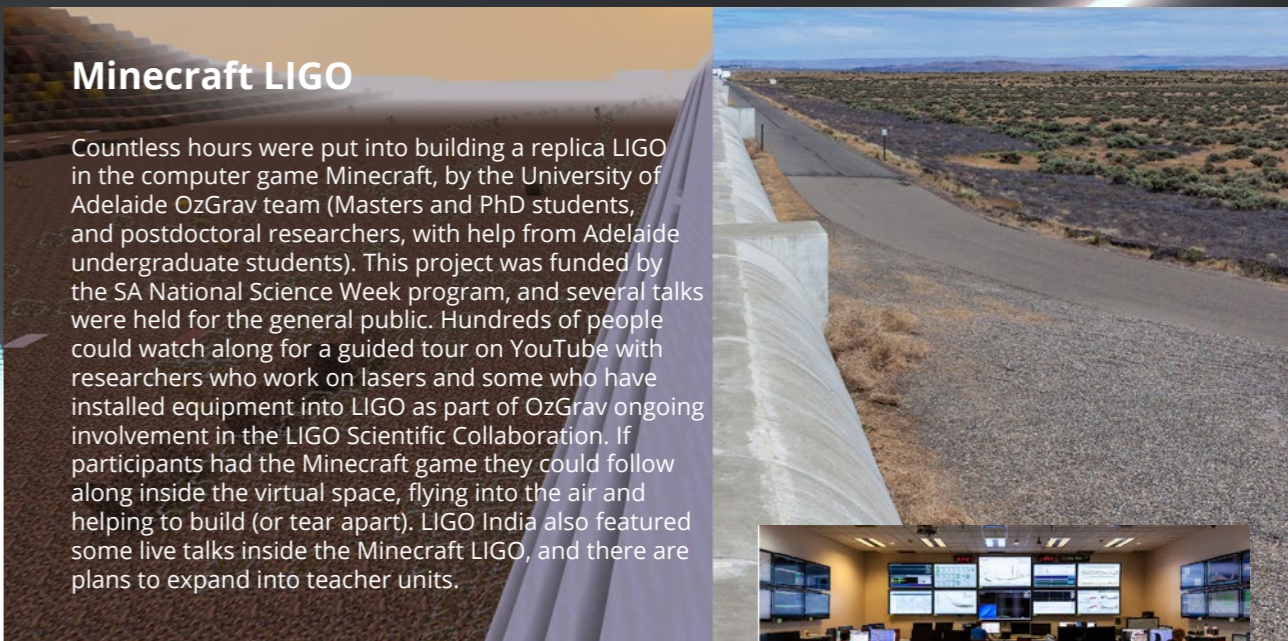 Minecraft LIGO
Countless hours were put into building a replica LIGO
in the computer game Minecraft, by the University of
Adelaide OzGrav team (Masters and PhD students,
and postdoctoral researchers, with help from Adelaide
undergraduate students). This project was funded by
the SA National Science Week program, and several talks
were held for the general public. Hundreds of people
could watch along for a guided tour on YouTube with
researchers who work on lasers and some who have
installed equipment into LIGO as part of OzGrav ongoing
involvement in the LIGO Scientific Collaboration. If
participants had the Minecraft game they could follow
along inside the virtual space, flying into the air and
helping to build (or tear apart). LIGO India also featured
some live talks inside the Minecraft LIGO, and there are
plans to expand into teacher units.